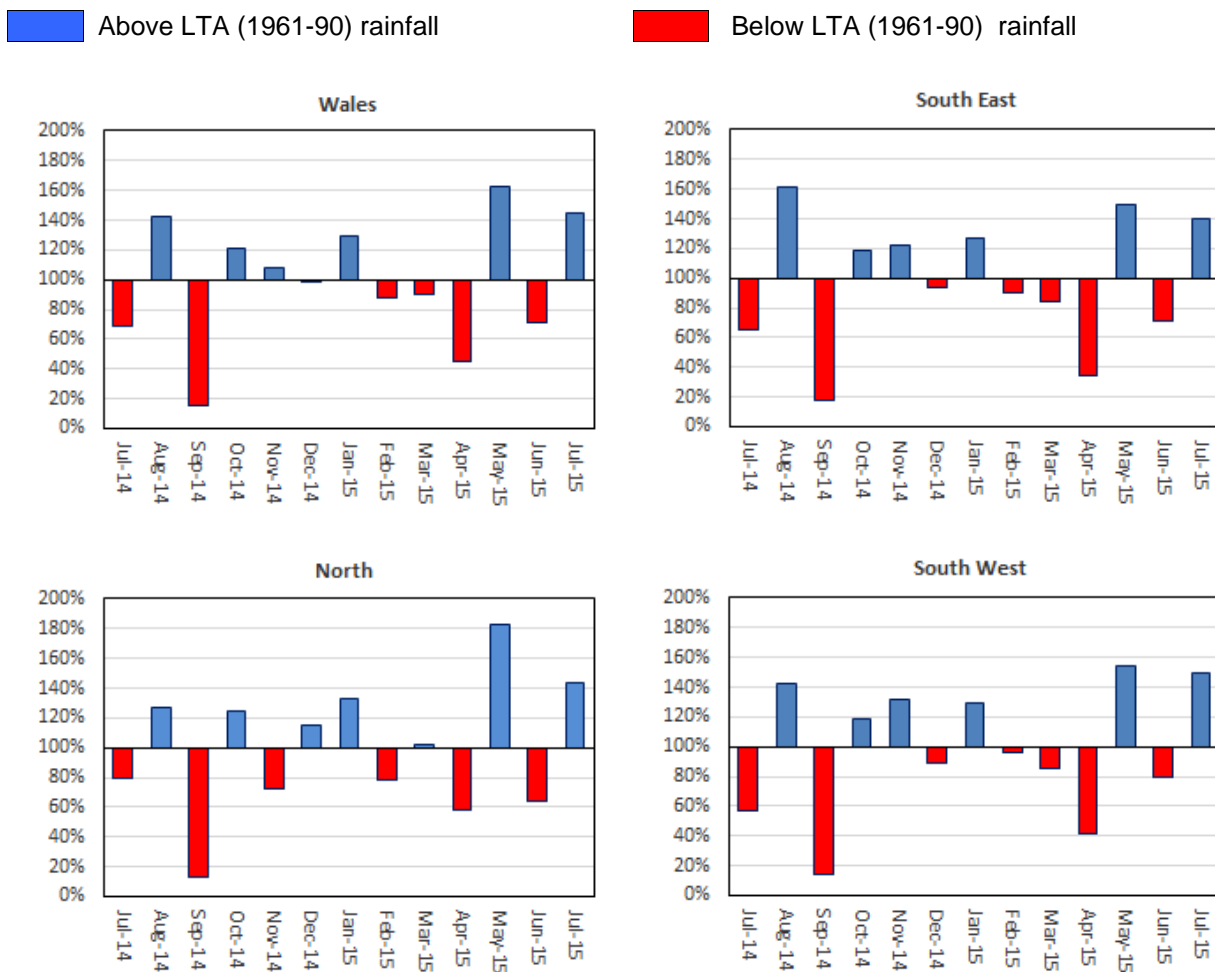 Above LTA (1961-90) rainfall
Below LTA (1961-90) rainfall
Wales
200%
180%
160%
140%
120%
100%
80%
60%
40%
20%
0%
Jul-14
Aug-14
Sep-14
Oct-14
Nov-14
Dec-14
Jan-15
Feb-15
Mar-15
Apr-15
May-15
Jun-15
Jul-15
South East
200%
180%
160%
140%
120%
100%
80%
60%
40%
20%
0%
Jul-14
Aug-14
Sep-14
Oct-14
Nov-14
Dec-14
Jan-15
Feb-15
Mar-15
Apr-15
May-15
Jun-15
Jul-15
North
200%
180%
160%
140%
120%
100%
80%
60%
40%
20%
0%
Jul-14
Aug-14
Sep-14
Oct-14
Nov-14
Dec-14
Jan-15
Feb-15
Mar-15
Apr-15
May-15
Jun-15
Jul-15
South West
200%
180%
160%
140%
120%
100%
80%
60%
40%
20%
0%
Jul-14
Aug-14
Sep-14
Oct-14
Nov-14
Dec-14
Jan-15
Feb-15
Mar-15
Apr-15
May-15
Jun-15
Jul-15